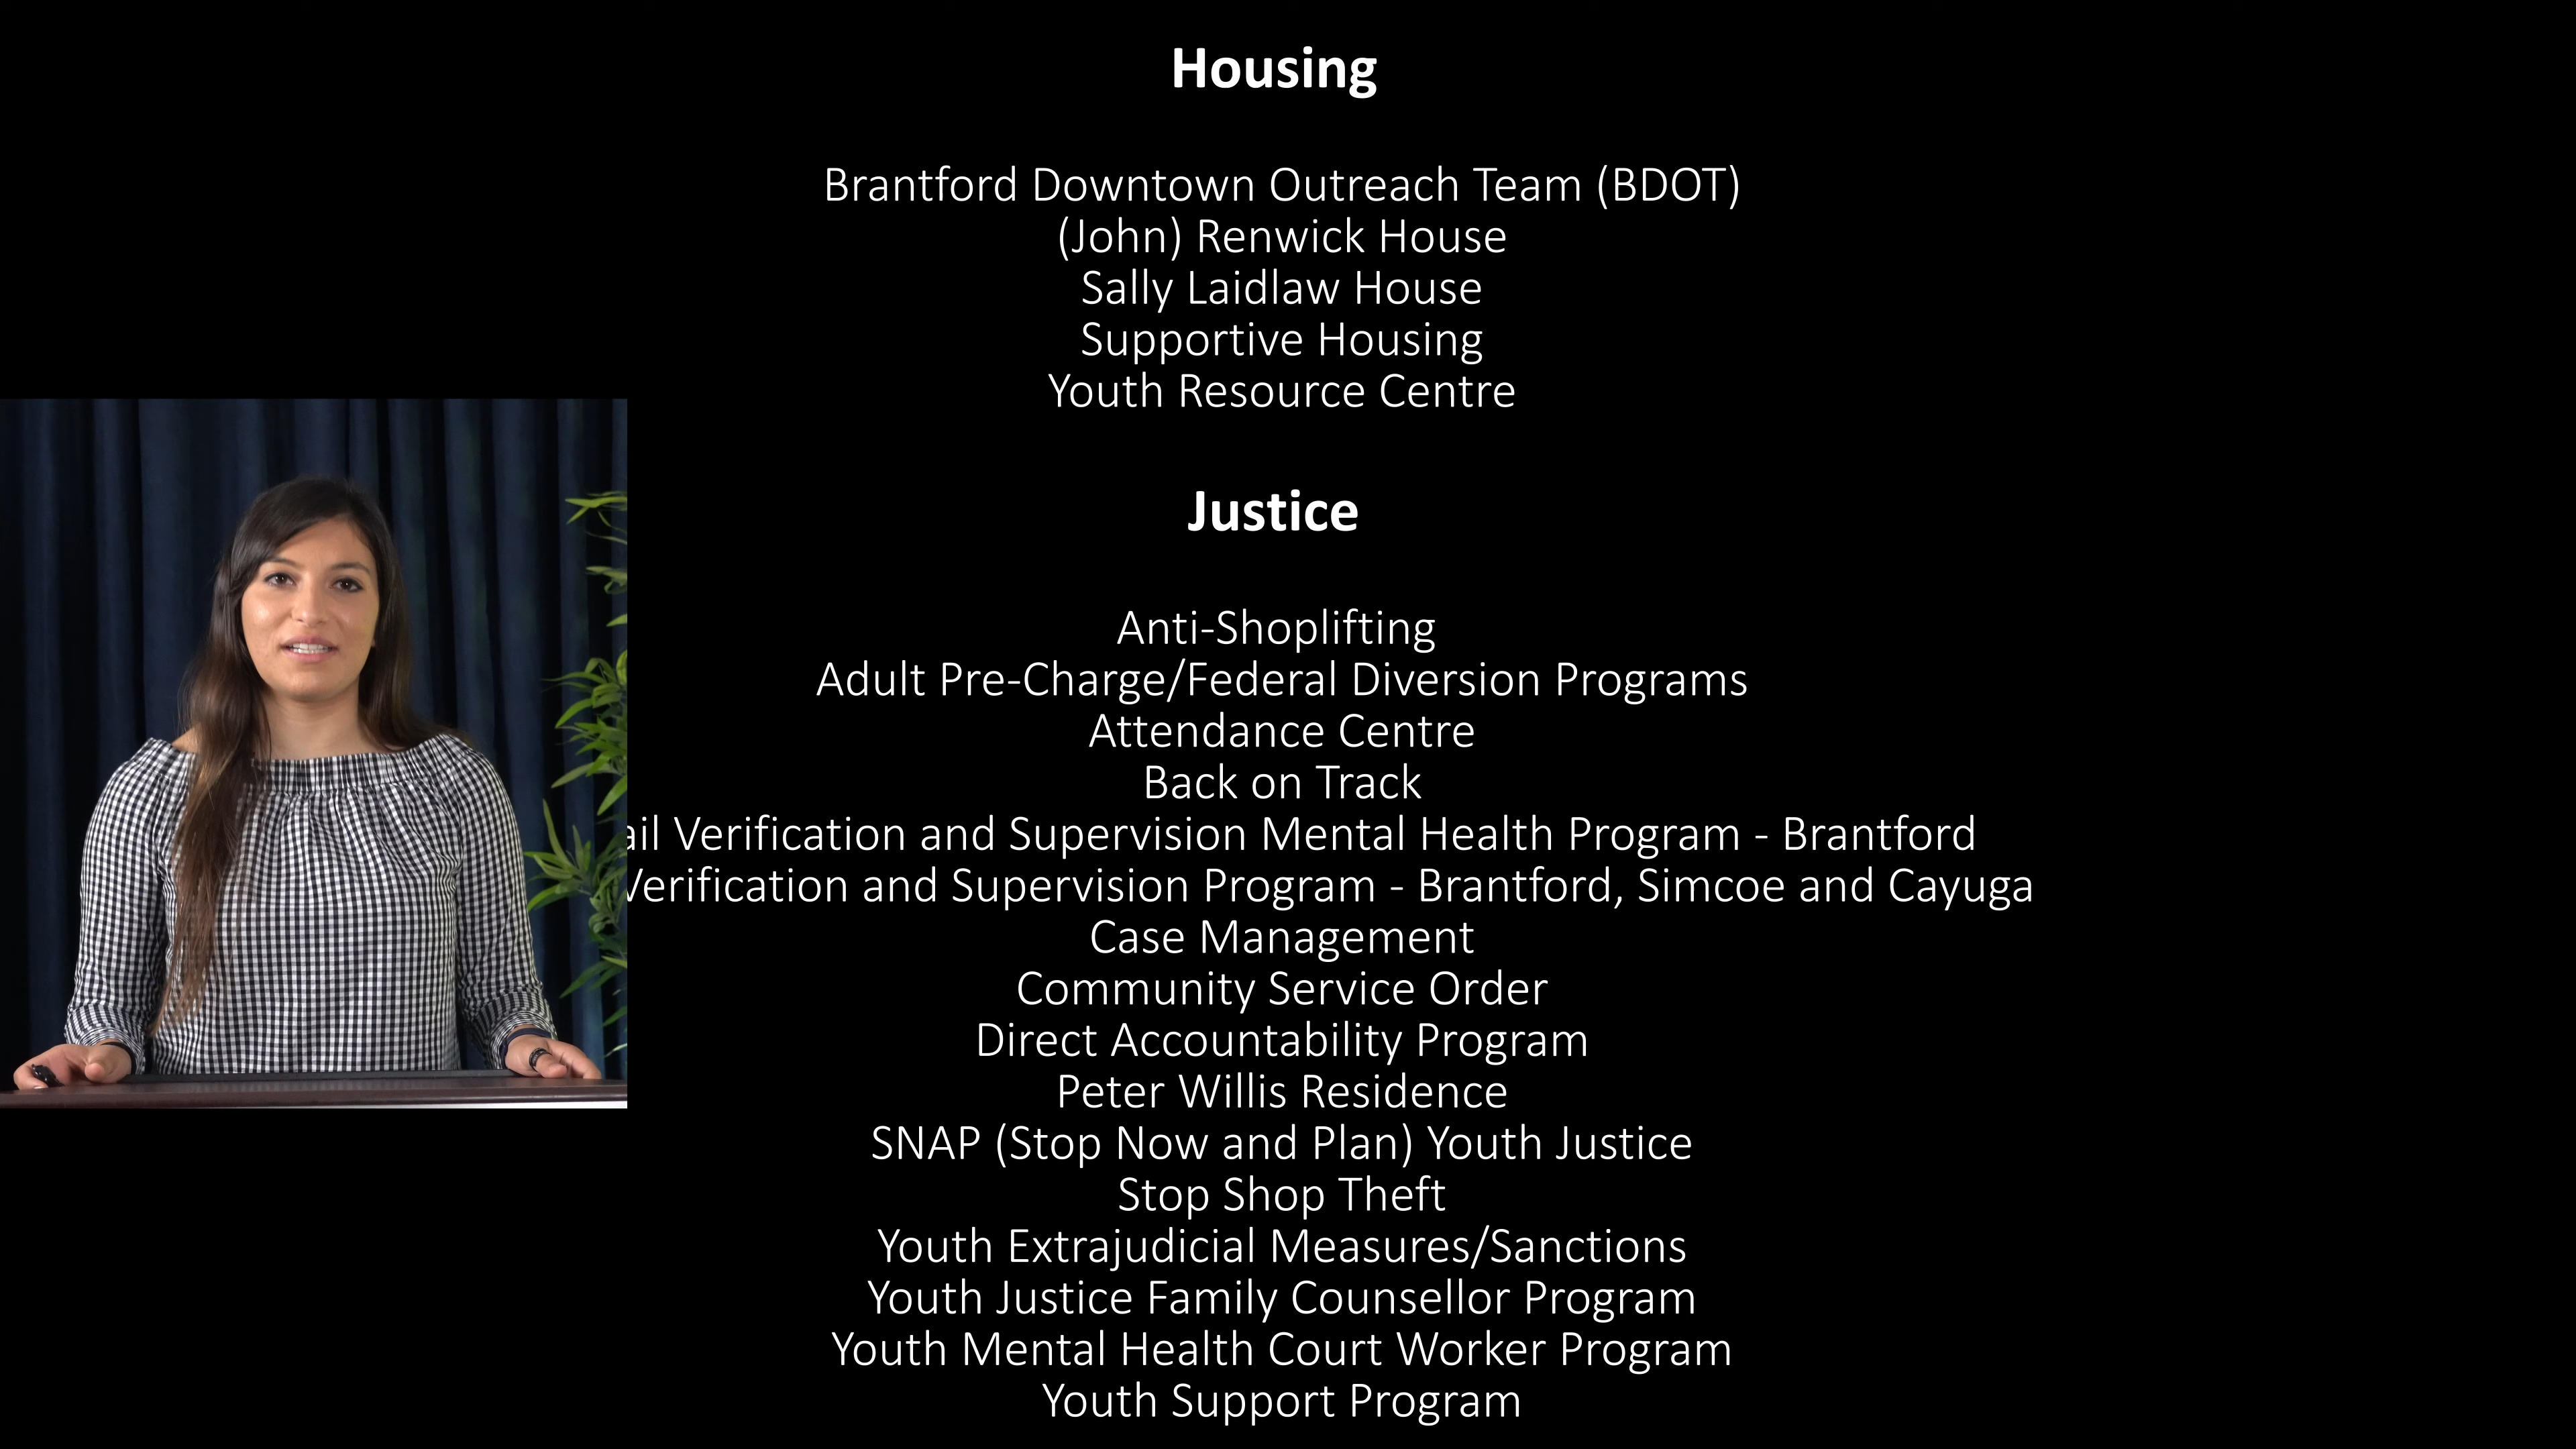 Housing
Brantford Downtown Outreach Team (BDOT)
(John) Renwick House
Sally Laidlaw House
Supportive Housing
Youth Resource Centre
Justice
Anti-Shoplifting
Adult Pre-Charge/Federal Diversion Programs
Attendance Centre
Back on Track
Verification and Supervision Mental Health Program - Brantford
Verification and Supervision Program - Brantford, Simcoe and Cayuga
Case Management
Community Service Order
Direct Accountability Program
Peter Willis Residence
SNAP (Stop Now and Plan) Youth Justice
Stop Shop Theft
Youth Extrajudicial Measures/Sanctions
Youth Justice Family Counsellor Program
Youth Mental Health Court Worker Program
Youth Support Program